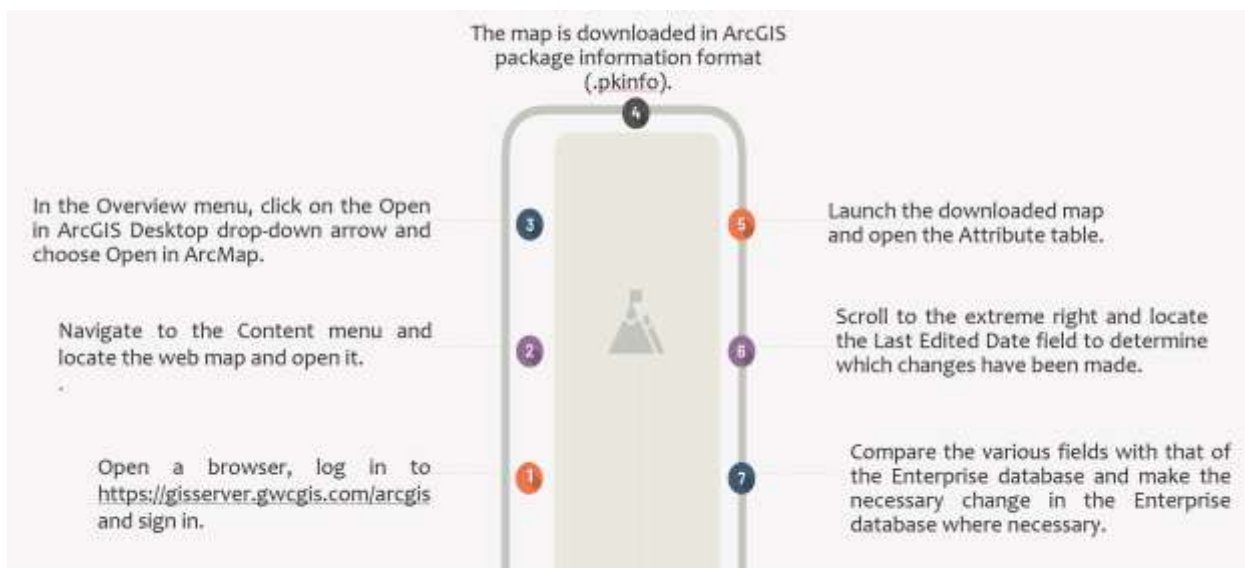 The map is downloaded in ArcGIS
package information format
(.pkinfo).
4
In the Overview menu, click on the Open
in ArcGIS Desktop drop-down arrow and
choose Open in ArcMap.
3
5
Launch the downloaded map
and open the Attribute table.
Navigate to the Content menu and
locate the web map and open it.
.
2
6
Scroll to the extreme right and locate
the Last Edited Date field to determine
which changes have been made.
Open a browser, log in to
https://gisserver.gwcgis.com/arcgis
and sign in.
1
7
Compare the various fields with that of
the Enterprise database and make the
necessary change in the Enterprise
database where necessary.